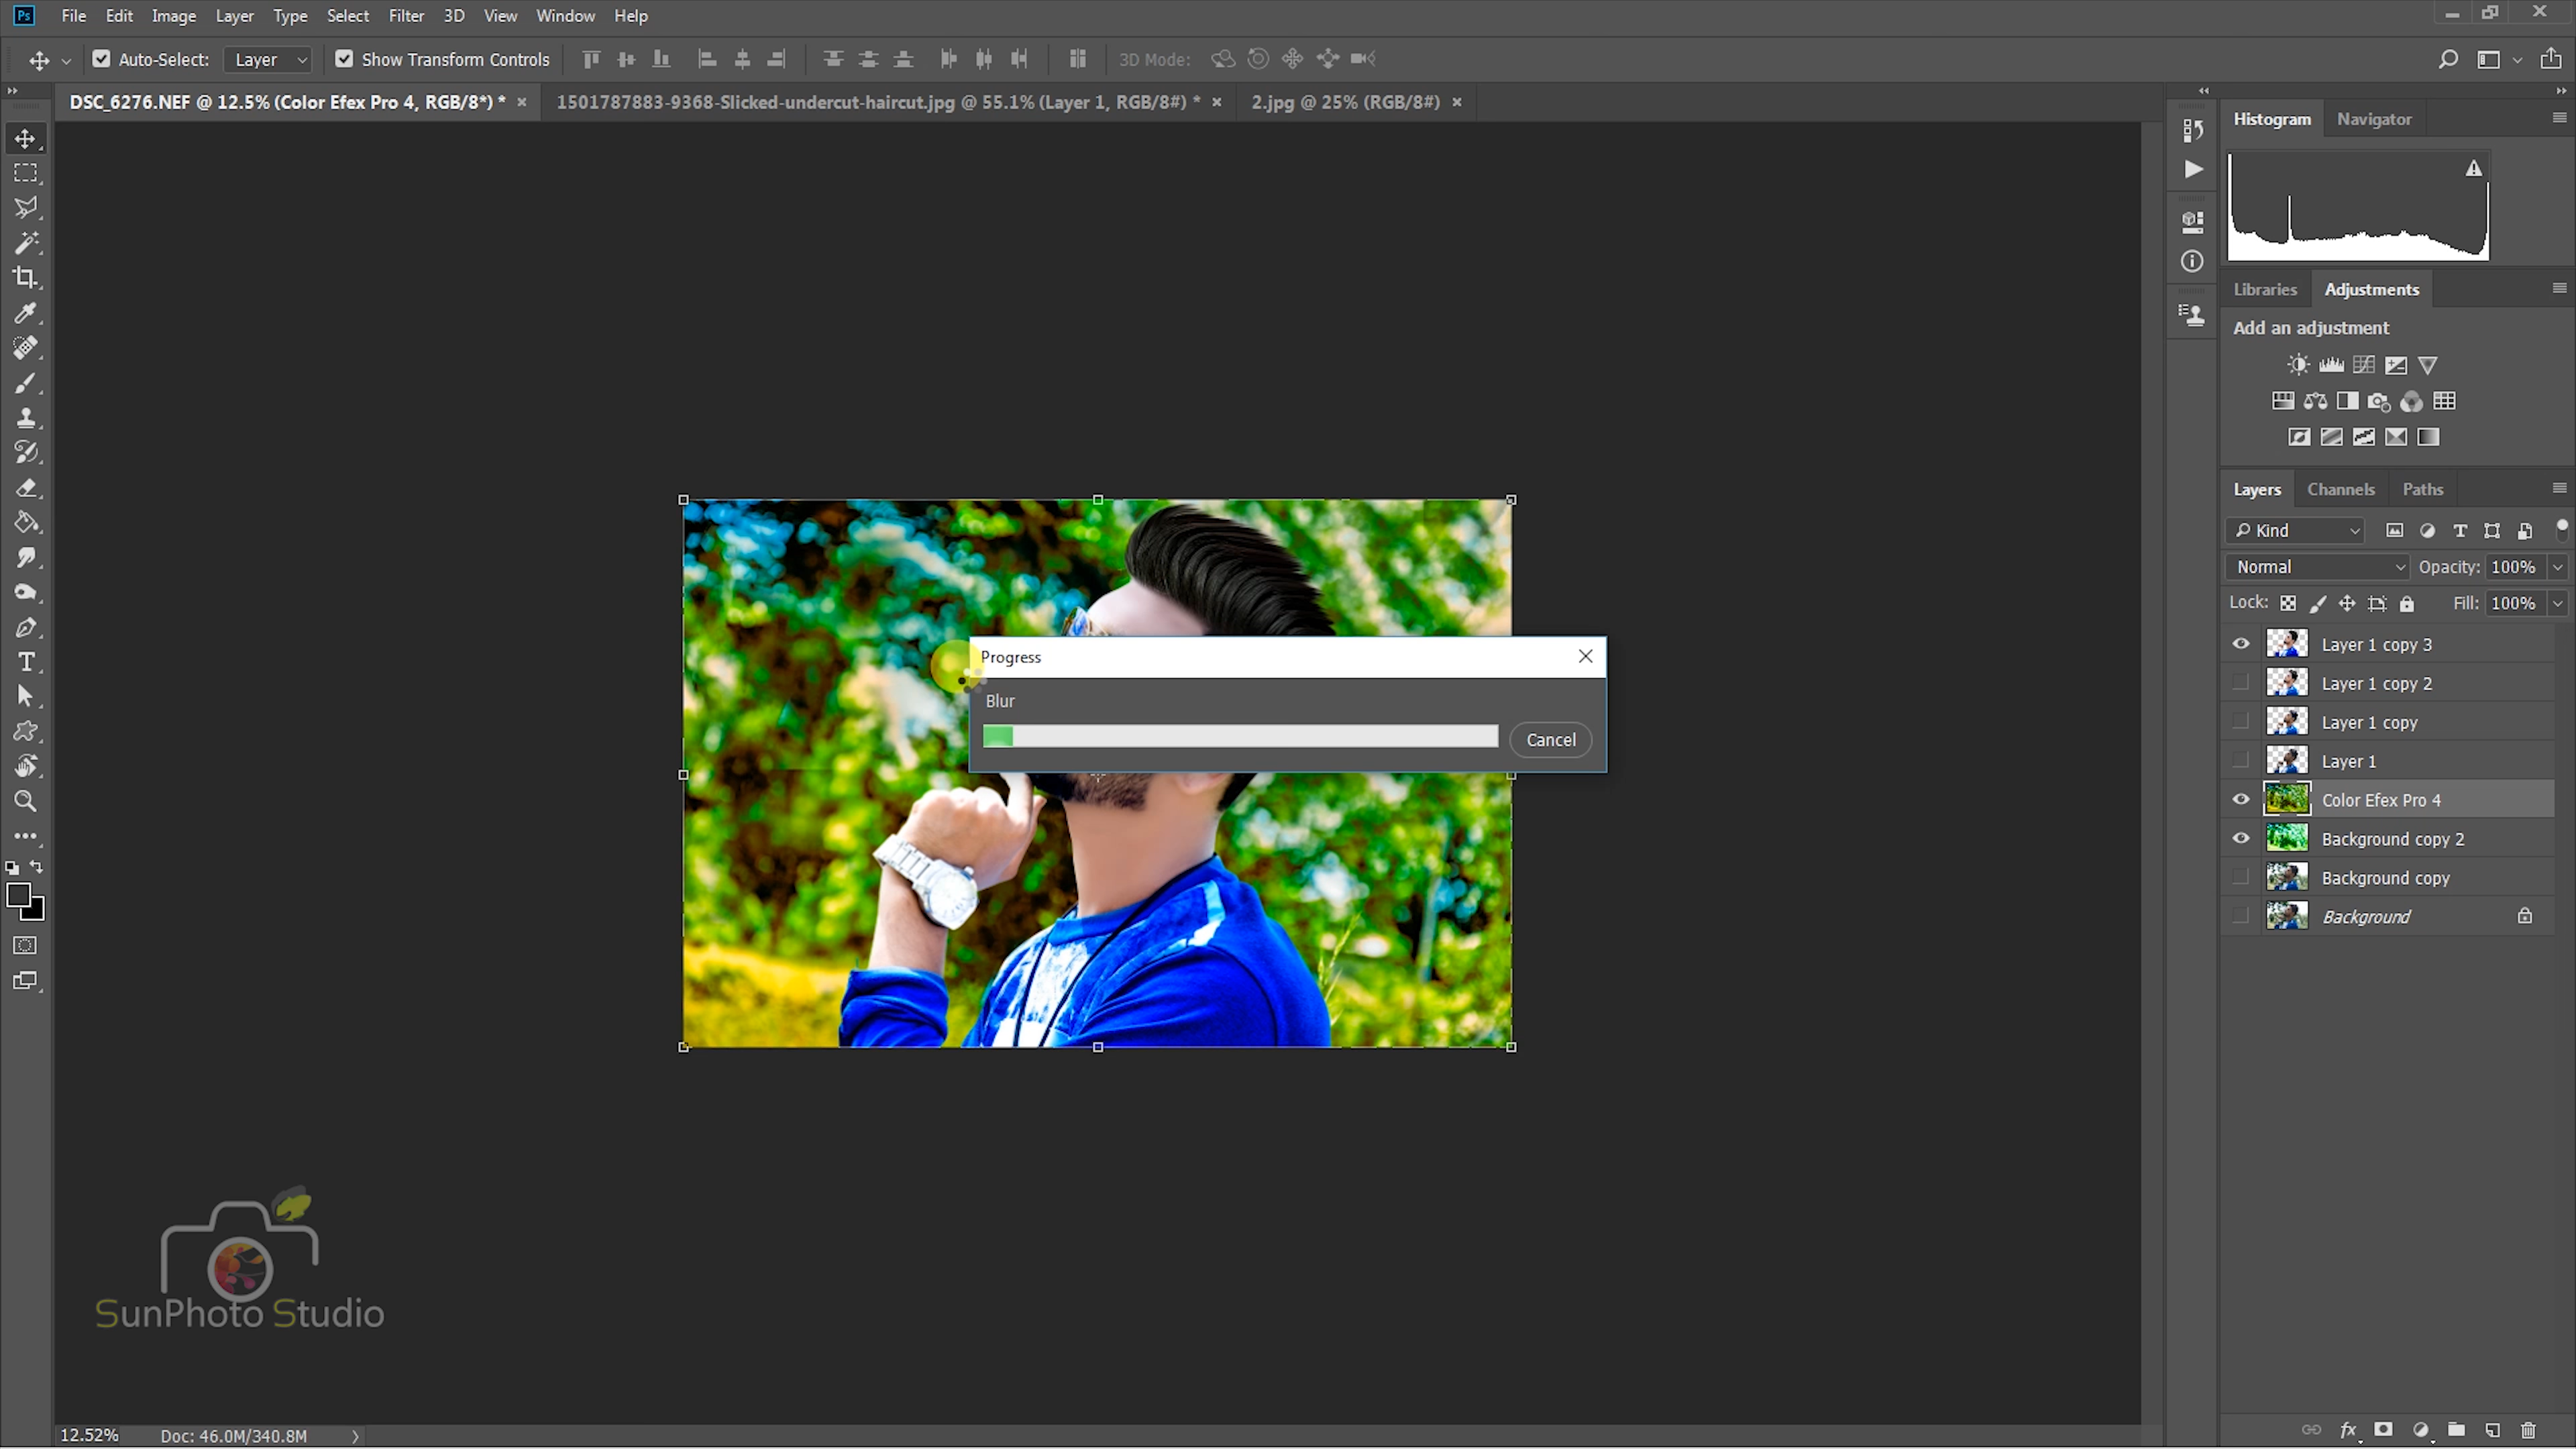 Ps File Edit Image Layer Type Select Filter 3D View Window Help
Auto-Select: Layer Show Transform Controls 3D Mode:
DSC_6276.NEF @ 12.5% (Color Efex Pro 4, RGB/8*) * × 1501787883-9368-Slicked-undercut-haircut.jpg @ 55.1% (Layer 1, RGB/8#) * × 2.jpg @ 25% (RGB/8#) ×
Histogram Navigator
Libraries Adjustments
Add an adjustment
Layers Channels Paths
Kind
Normal Opacity: 100%
Lock: Fill: 100%
Layer 1 copy 3
Layer 1 copy 2
Layer 1 copy
Layer 1
Color Efex Pro 4
Background copy 2
Background copy
Background
Progress
Blur
Cancel
SunPhoto Studio
12.52% Doc: 46.0M/340.8M
fx